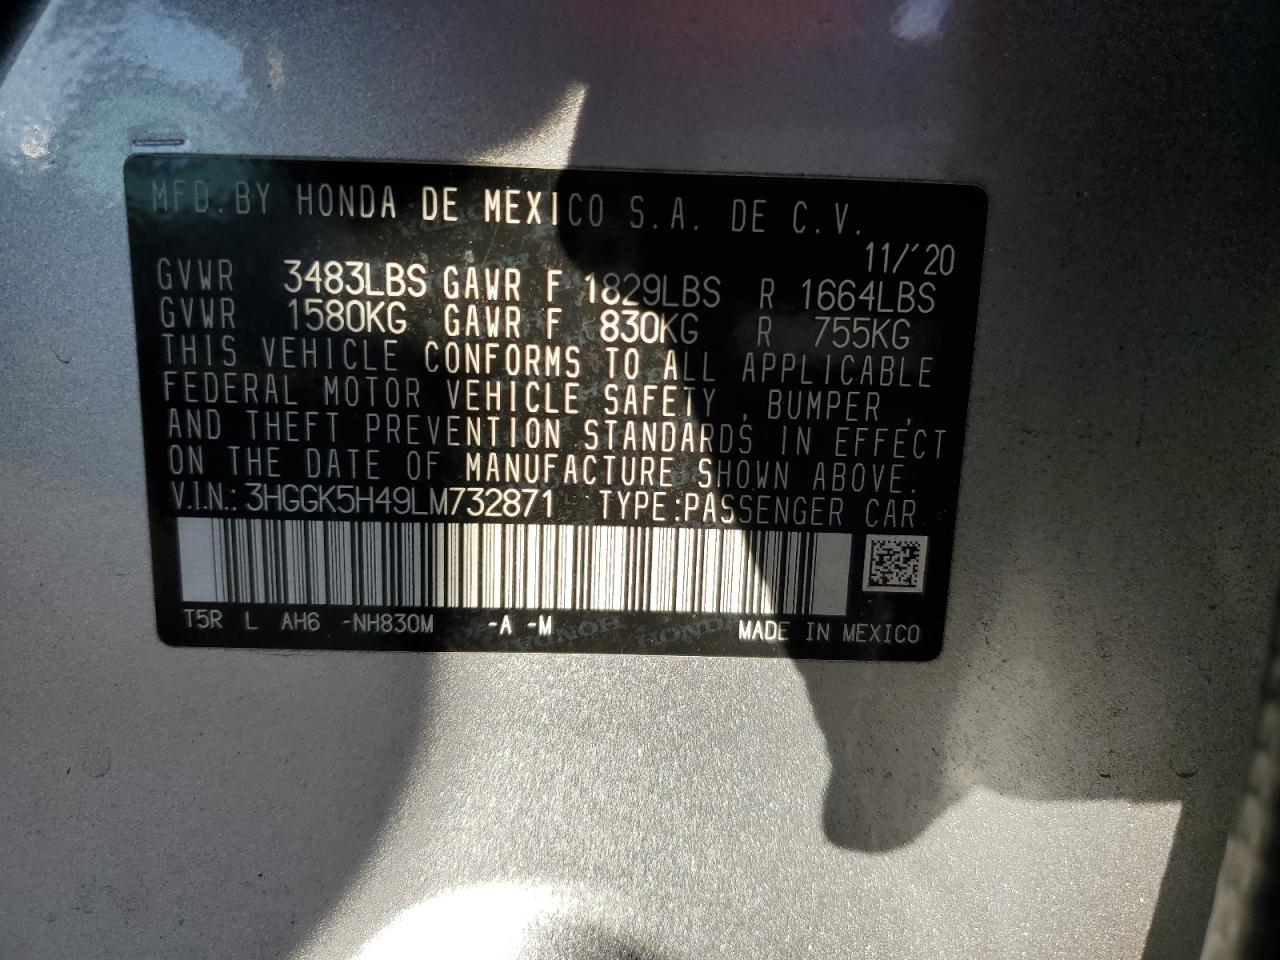 MFD. BY HONDA DE MEXICO S.A. DE C.V.
11/'20
GVWR 3483LBS GAWR F 1829LBS R 1664LBS
GVWR 1580KG GAWR F 830KG R 755KG
THIS VEHICLE CONFORMS TO ALL APPLICABLE
FEDERAL MOTOR VEHICLE SAFETY , BUMPER ,
AND THEFT PREVENTION STANDARDS IN EFFECT
ON THE DATE OF MANUFACTURE SHOWN ABOVE.
V.I.N.: 3HGGK5H49LM732871 TYPE:PASSENGER CAR
T5R L AH6 -NH830M -A -M MADE IN MEXICO
HONDA